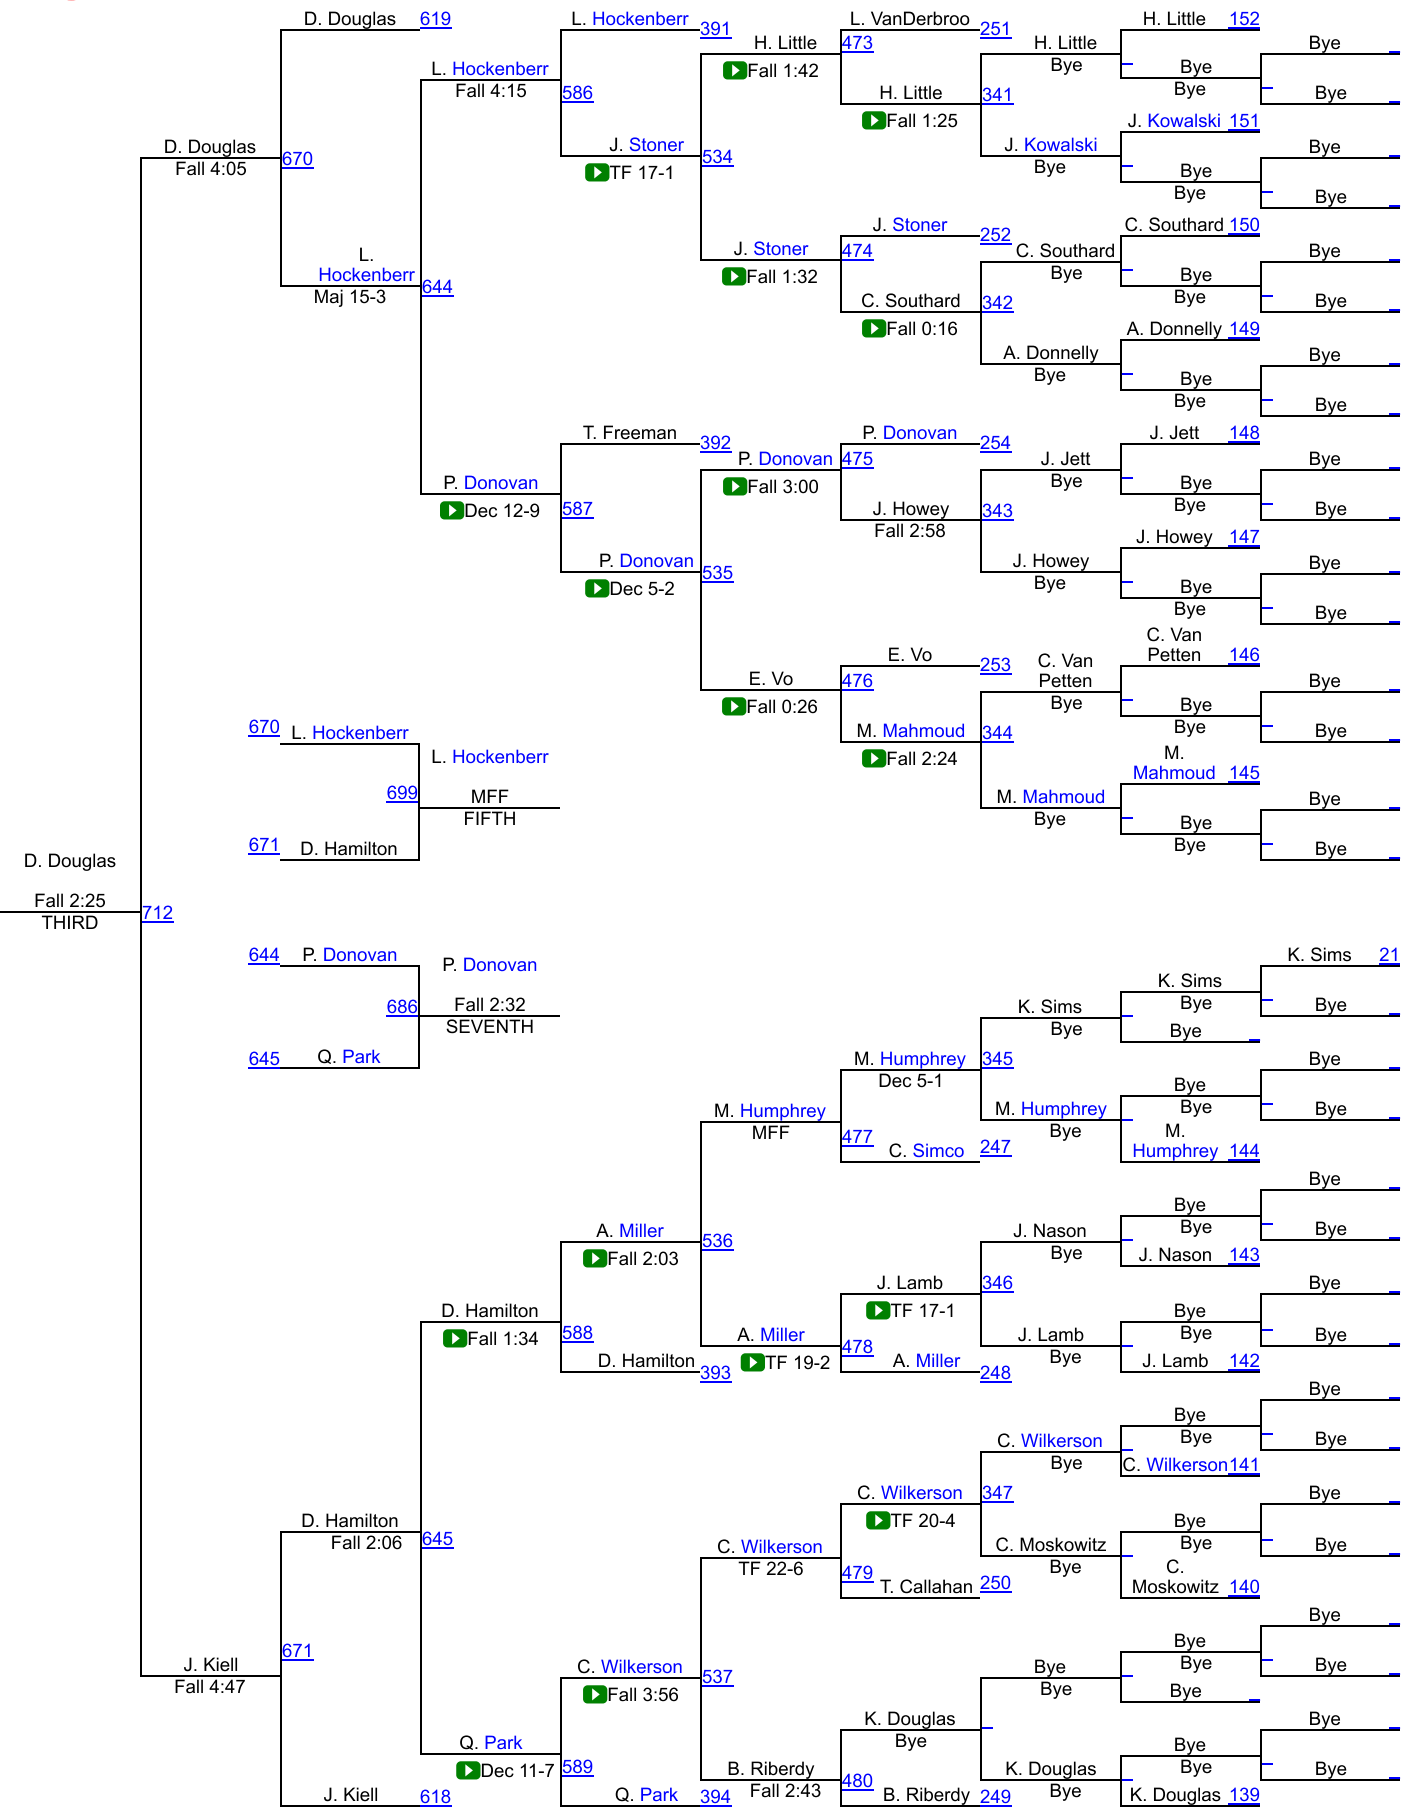 D. Douglas 619
L. Hockenberr 391
L. VanDerbroo 251
H. Little 152
H. Little 473
H. Little
Bye
Fall 1:42
Bye
Bye
L. Hockenberr
Fall 4:15
586
H. Little 341
Bye
Bye
Fall 1:25
J. Kowalski 151
D. Douglas
Fall 4:05
670
J. Stoner 534
J. Kowalski
Bye
TF 17-1
Bye
Bye
Bye
Bye
J. Stoner 252
C. Southard 150
J. Stoner 474
C. Southard
Bye
L.
Hockenberr
Maj 15-3
644
Fall 1:32
Bye
Bye
Bye
C. Southard 342
Bye
Fall 0:16
A. Donnelly 149
A. Donnelly
Bye
Bye
Bye
Bye
Bye
T. Freeman 392
P. Donovan 254
J. Jett 148
P. Donovan 475
J. Jett
Bye
P. Donovan
Dec 12-9
Fall 3:00
Bye
Bye
Bye
587
J. Howey 343
Bye
Fall 2:58
J. Howey 147
P. Donovan 535
J. Howey
Bye
Dec 5-2
Bye
Bye
Bye
Bye
C. Van
Petten 146
E. Vo 253
C. Van
Petten
Bye
E. Vo 476
Bye
Fall 0:26
Bye
Bye
670 L. Hockenberr
M. Mahmoud 344
Bye
L. Hockenberr
Fall 2:24
M.
Mahmoud 145
699 MFF
FIFTH
M. Mahmoud
Bye
Bye
671 D. Hamilton
Bye
Bye
Bye
D. Douglas
Fall 2:25
THIRD
712
644 P. Donovan
P. Donovan
K. Sims 21
686 Fall 2:32
SEVENTH
K. Sims
Bye
K. Sims
Bye
Bye
Bye
645 Q. Park
M. Humphrey 345
Dec 5-1
Bye
Bye
Bye
M. Humphrey
MFF
M. Humphrey
Bye
Bye
477
C. Simco 247
M.
Humphrey 144
Bye
A. Miller 536
J. Nason
Bye
Bye
Bye
Bye
Fall 2:03
J. Nason 143
J. Lamb 346
Bye
D. Hamilton
TF 17-1
Bye
Fall 1:34
588
A. Miller 478
J. Lamb
Bye
Bye
Bye
D. Hamilton 393
TF 19-2
A. Miller 248
J. Lamb 142
Bye
Bye
Bye
Bye
C. Wilkerson
Bye
C. Wilkerson 141
C. Wilkerson 347
Bye
D. Hamilton
Fall 2:06
645
TF 20-4
Bye
Bye
Bye
C. Wilkerson
TF 22-6
C. Moskowitz
Bye
479
T. Callahan 250
C.
Moskowitz 140
Bye
671
Bye
Bye
J. Kiell
Fall 4:47
C. Wilkerson 537
Bye
Bye
Bye
Fall 3:56
Bye
K. Douglas
Bye
Bye
Q. Park
Bye
Bye
Dec 11-7 589
B. Riberdy 480
K. Douglas
Bye
Bye
Fall 2:43
J. Kiell 618
Q. Park 394
B. Riberdy 249
K. Douglas 139